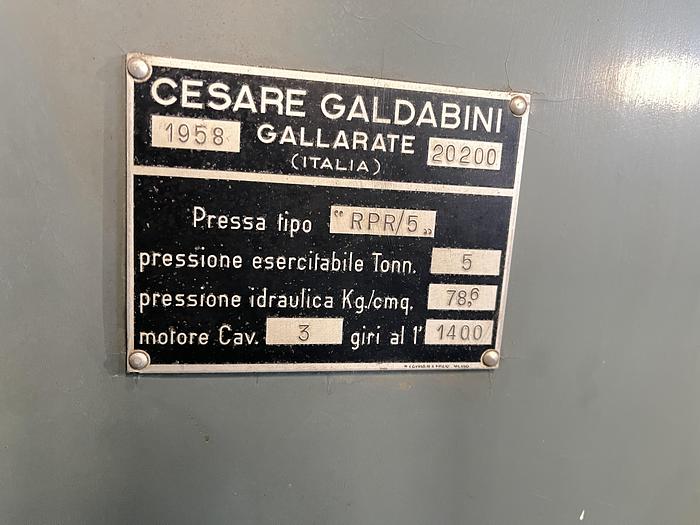 CESARE GALDABINI
1958 GALLARATE 20200
(ITALIA)
Pressa tipo "RPR/5„
pressione esercitabile Tonn. 5
pressione idraulica Kg./cmq. 78,6
motore Cav. 3 giri al 1' 1400
MILANO